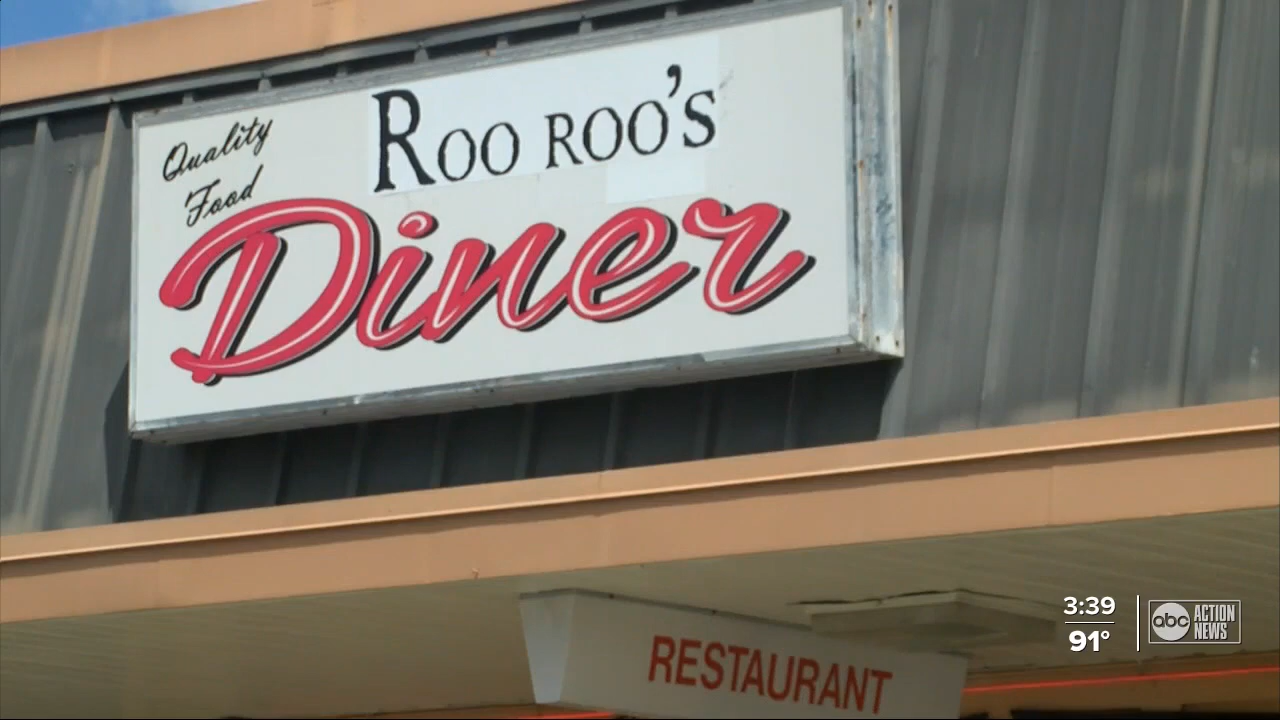 Quality
Food
Roo roo's
Diner
RESTAURANT
3:39
91°
abc ACTION
NEWS